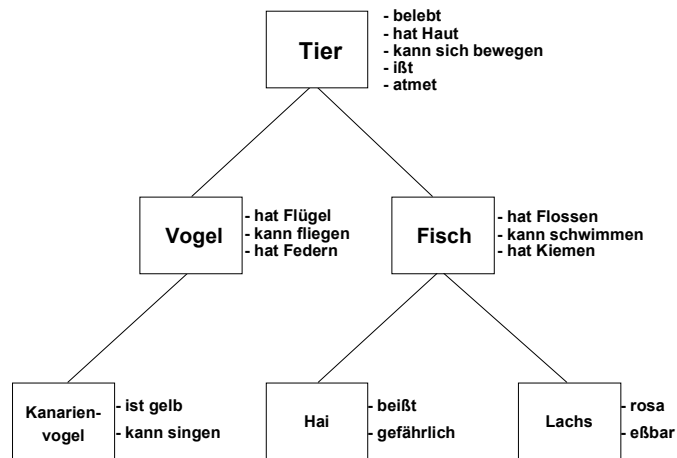 Tier
- belebt
- hat Haut
- kann sich bewegen
- ißt
- atmet
Vogel
- hat Flügel
- kann fliegen
- hat Federn
Fisch
- hat Flossen
- kann schwimmen
- hat Kiemen
Kanarien-
vogel
- ist gelb
- kann singen
Hai
- beißt
- gefährlich
Lachs
- rosa
- eßbar